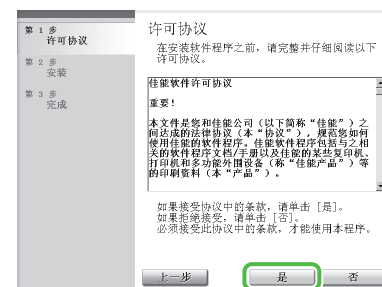 第 1 步
许可协议
第 2 步
安装
第 3 步
完成
许可协议
在安装软件程序之前，请完整并仔细阅读以下
许可协议。
佳能软件许可协议
重要！
本文件是您和佳能公司（以下简称“佳能”）之
间达成的法律协议（本“协议”），规范您如何
使用佳能的软件程序。佳能软件程序包括与之相
关的软件程序文档/手册以及佳能的某些复印机、
打印机和多功能外围设备（称“佳能产品”）等
的印刷资料（本“产品”）。
如果接受协议中的条款，请单击 [是]。
如果拒绝接受，请单击 [否]。
必须接受此协议中的条款，才能使用本程序。
上一步
是
否